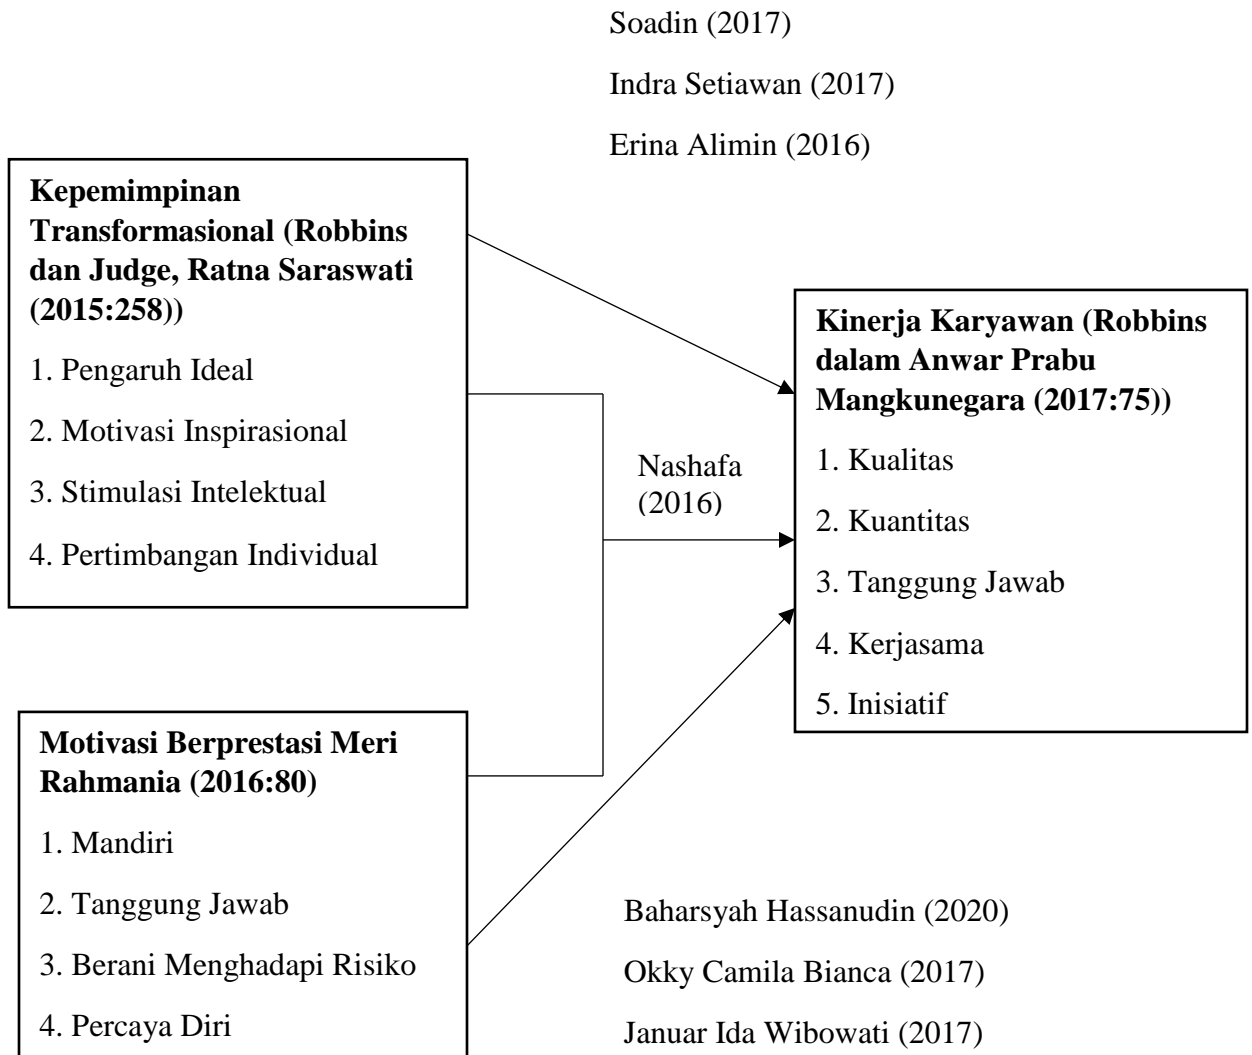 Soadin (2017)
Indra Setiawan (2017)
Erina Alimin (2016)
Kepemimpinan
Transformasional (Robbins
dan Judge, Ratna Saraswati
(2015:258))
1. Pengaruh Ideal
2. Motivasi Inspirasional
3. Stimulasi Intelektual
4. Pertimbangan Individual
Kinerja Karyawan (Robbins
dalam Anwar Prabu
Mangkunegara (2017:75))
1. Kualitas
2. Kuantitas
3. Tanggung Jawab
4. Kerjasama
5. Inisiatif
Nashafa
(2016)
Motivasi Berprestasi Meri
Rahmania (2016:80)
1. Mandiri
2. Tanggung Jawab
3. Berani Menghadapi Risiko
4. Percaya Diri
Baharsyah Hassanudin (2020)
Okky Camila Bianca (2017)
Januar Ida Wibowati (2017)